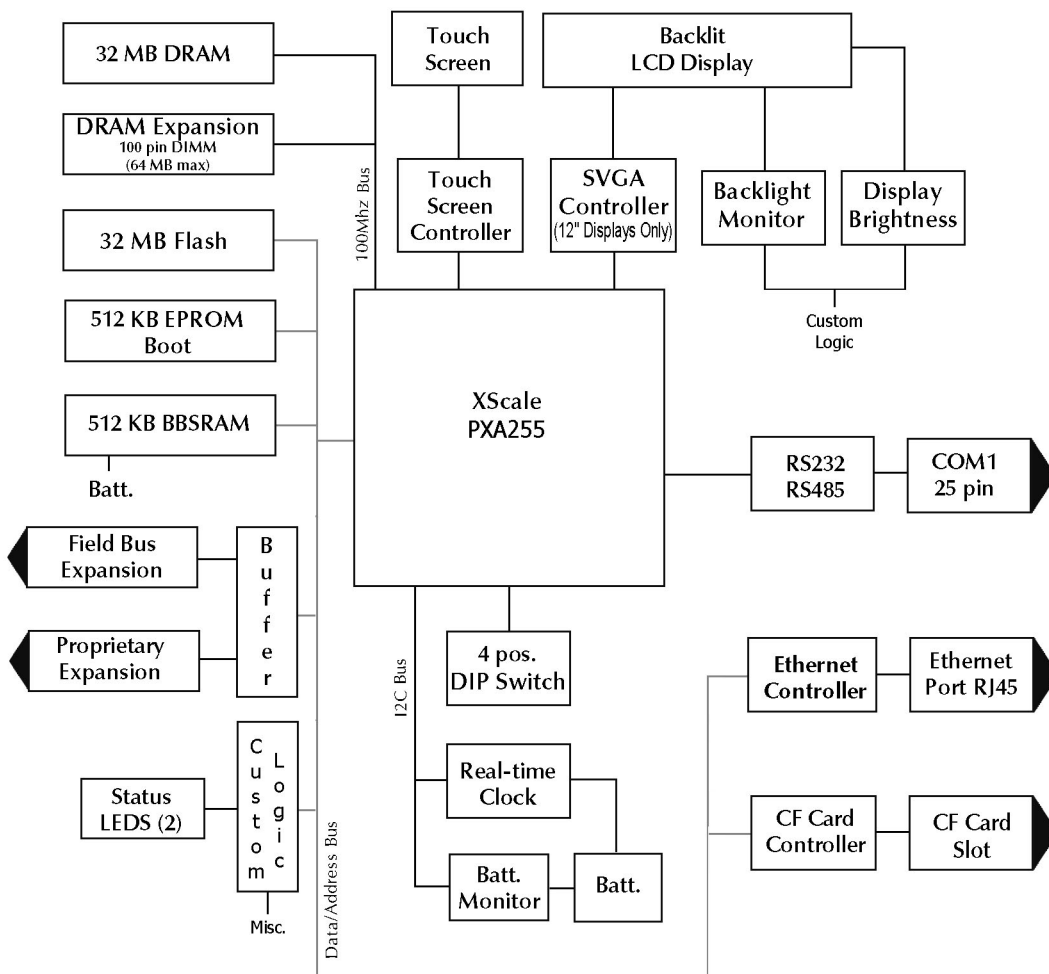 32 MB DRAM
DRAM Expansion
100 pin DIMM
(64 MB max)
32 MB Flash
512 KB EPROM
Boot
512 KB BBSRAM
Batt.
Field Bus
Expansion
Proprietary
Expansion
Buffer
Status
LEDS (2)
Custom
Logic
Misc.
Data/Address Bus
100Mhz Bus
Touch
Screen
Touch
Screen
Controller
Backlit
LCD Display
SVGA
Controller
(12" Displays Only)
Backlight
Monitor
Display
Brightness
Custom
Logic
XScale
PXA255
RS232
RS485
COM1
25 pin
I2C Bus
4 pos.
DIP Switch
Real-time
Clock
Batt.
Monitor
Batt.
Ethernet
Controller
Ethernet
Port RJ45
CF Card
Controller
CF Card
Slot